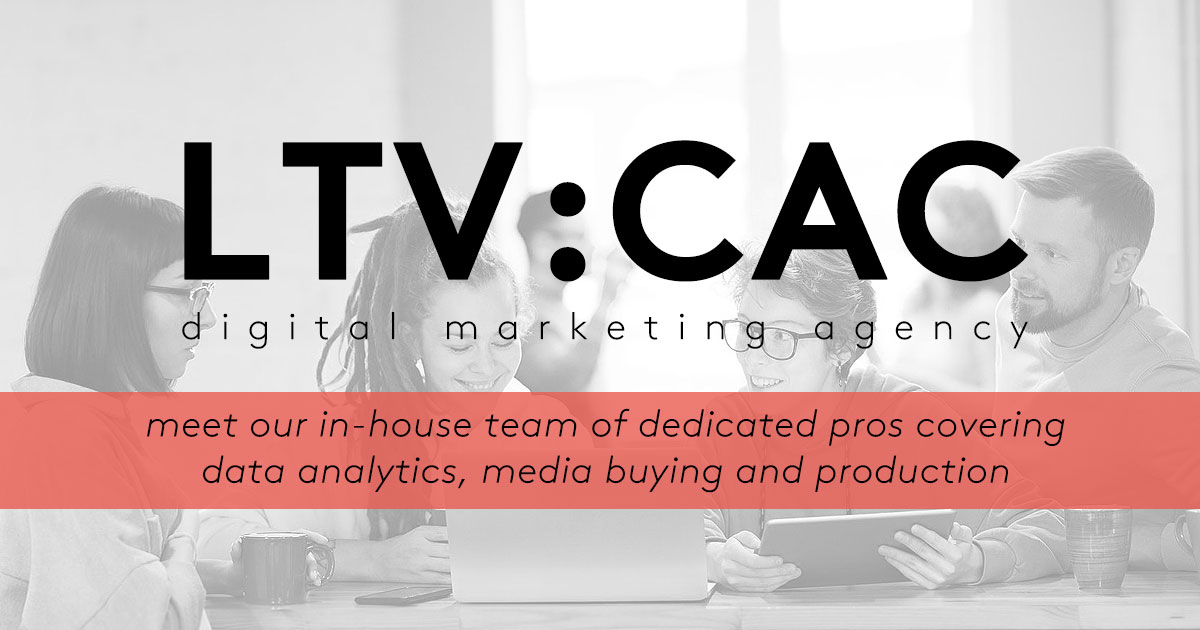 LTV:CAC
digital marketing agency
meet our in-house team of dedicated pros covering
data analytics, media buying and production